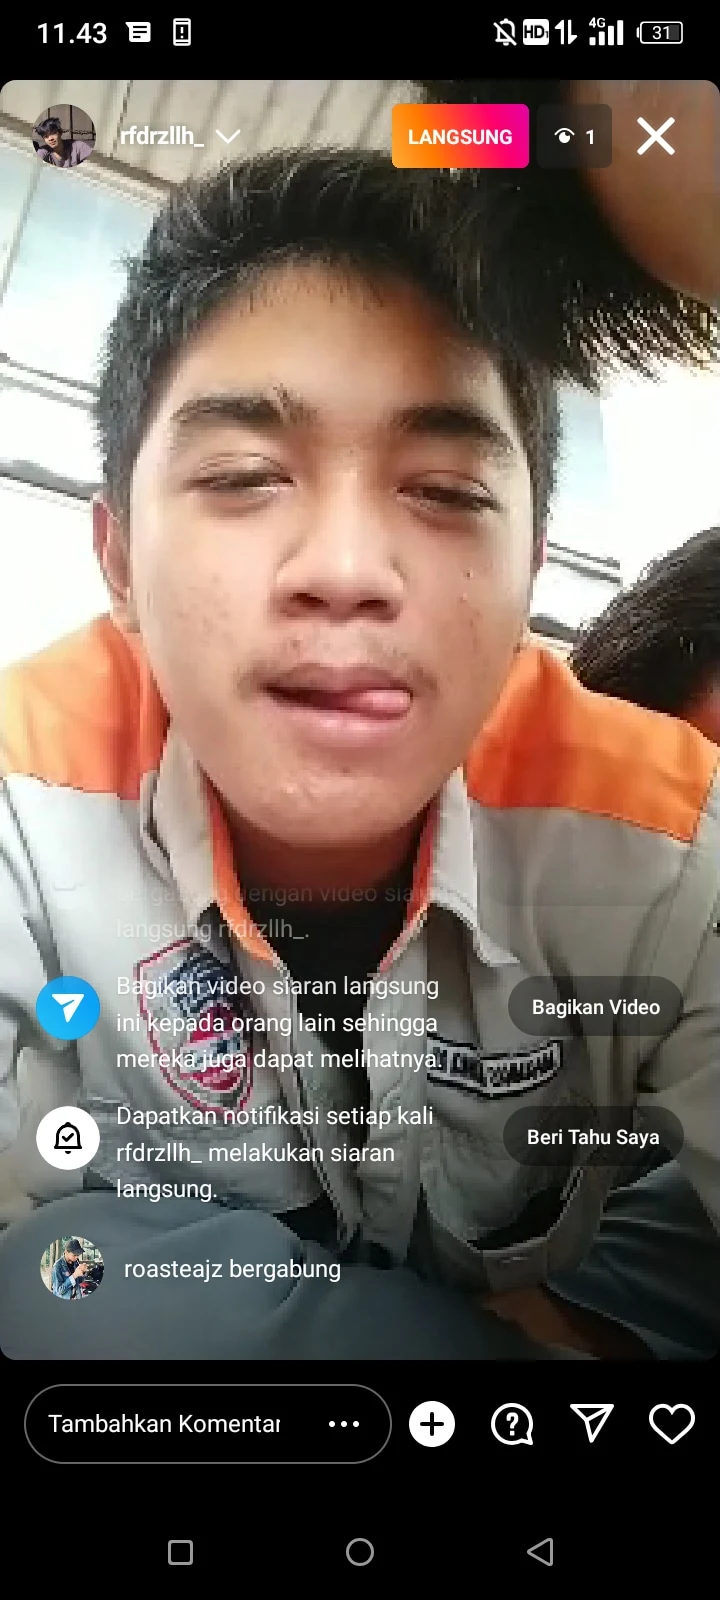 11.43
HD
4G
31
rfdrzllh_
LANGSUNG
1
dengan video siaran
langsung rfdrzllh_.
Bagikan video siaran langsung
ini kepada orang lain sehingga
mereka juga dapat melihatnya.
Bagikan Video
Dapatkan notifikasi setiap kali
rfdrzllh_ melakukan siaran
langsung.
Beri Tahu Saya
roasteajz bergabung
Tambahkan Komentar